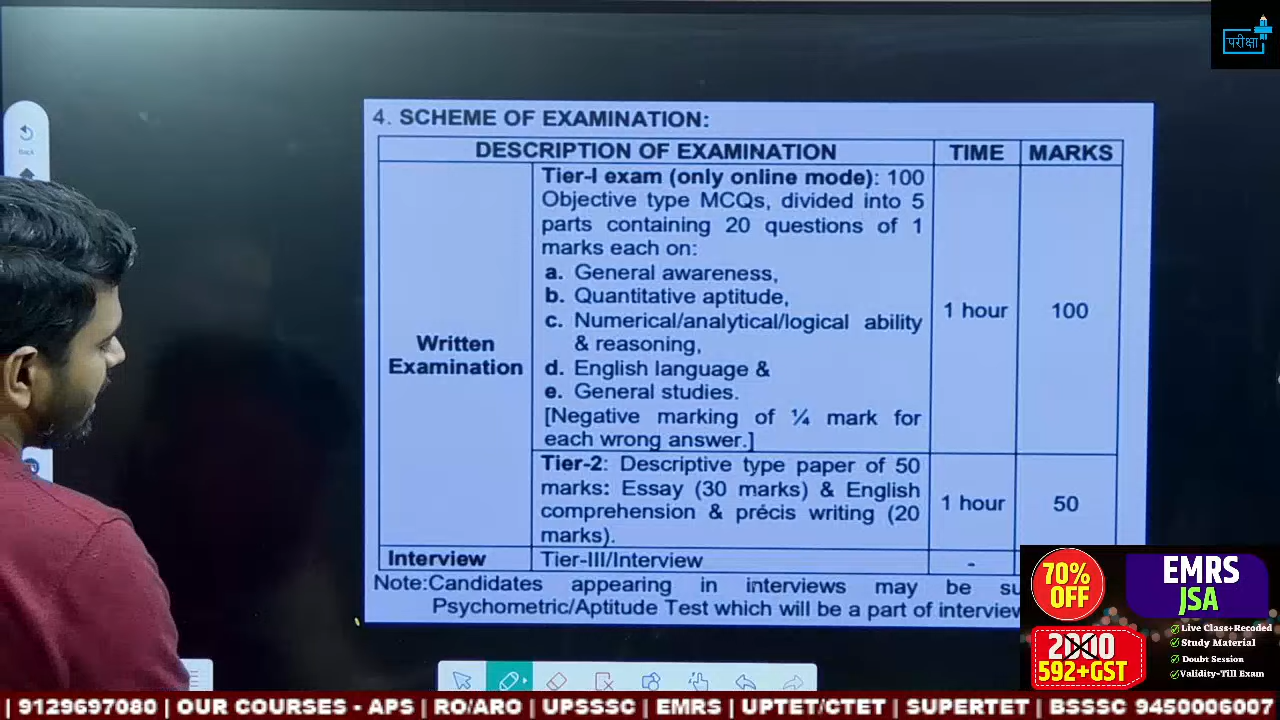 परीक्षा
4. SCHEME OF EXAMINATION:
DESCRIPTION OF EXAMINATION TIME MARKS
Written Examination
Tier-I exam (only online mode): 100
Objective type MCQs, divided into 5
parts containing 20 questions of 1
marks each on:
a. General awareness,
b. Quantitative aptitude,
c. Numerical/analytical/logical ability
& reasoning,
d. English language &
e. General studies.
[Negative marking of ¼ mark for
each wrong answer.]
1 hour 100
Tier-2: Descriptive type paper of 50
marks: Essay (30 marks) & English
comprehension & précis writing (20
marks).
1 hour 50
Interview Tier-III/Interview -
Note:Candidates appearing in interviews may be su
Psychometric/Aptitude Test which will be a part of interview
Back
70%
OFF
EMRS
JSA
2000
592+GST
Live Class+Recoded
Study Material
Doubt Session
Validity-Till Exam
| 9129697080 | OUR COURSES - APS | RO/ARO | UPSSSC | EMRS | UPTET/CTET | SUPERTET | BSSSC 9450006007